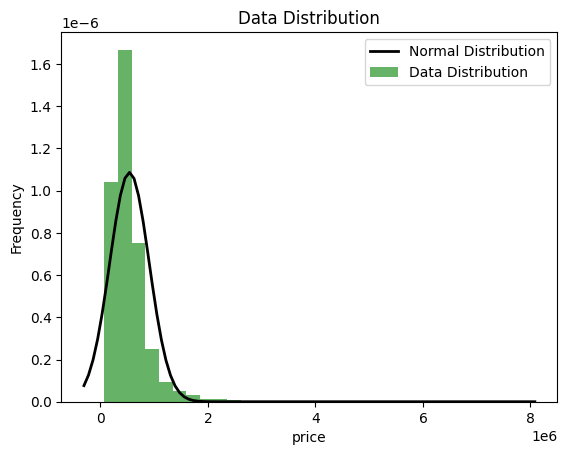 Data Distribution
1e−6
Normal Distribution
Data Distribution
1.6
1.4
1.2
1.0
0.8
0.6
0.4
0.2
0.0
Frequency
0 2 4 6 8
1e6
price